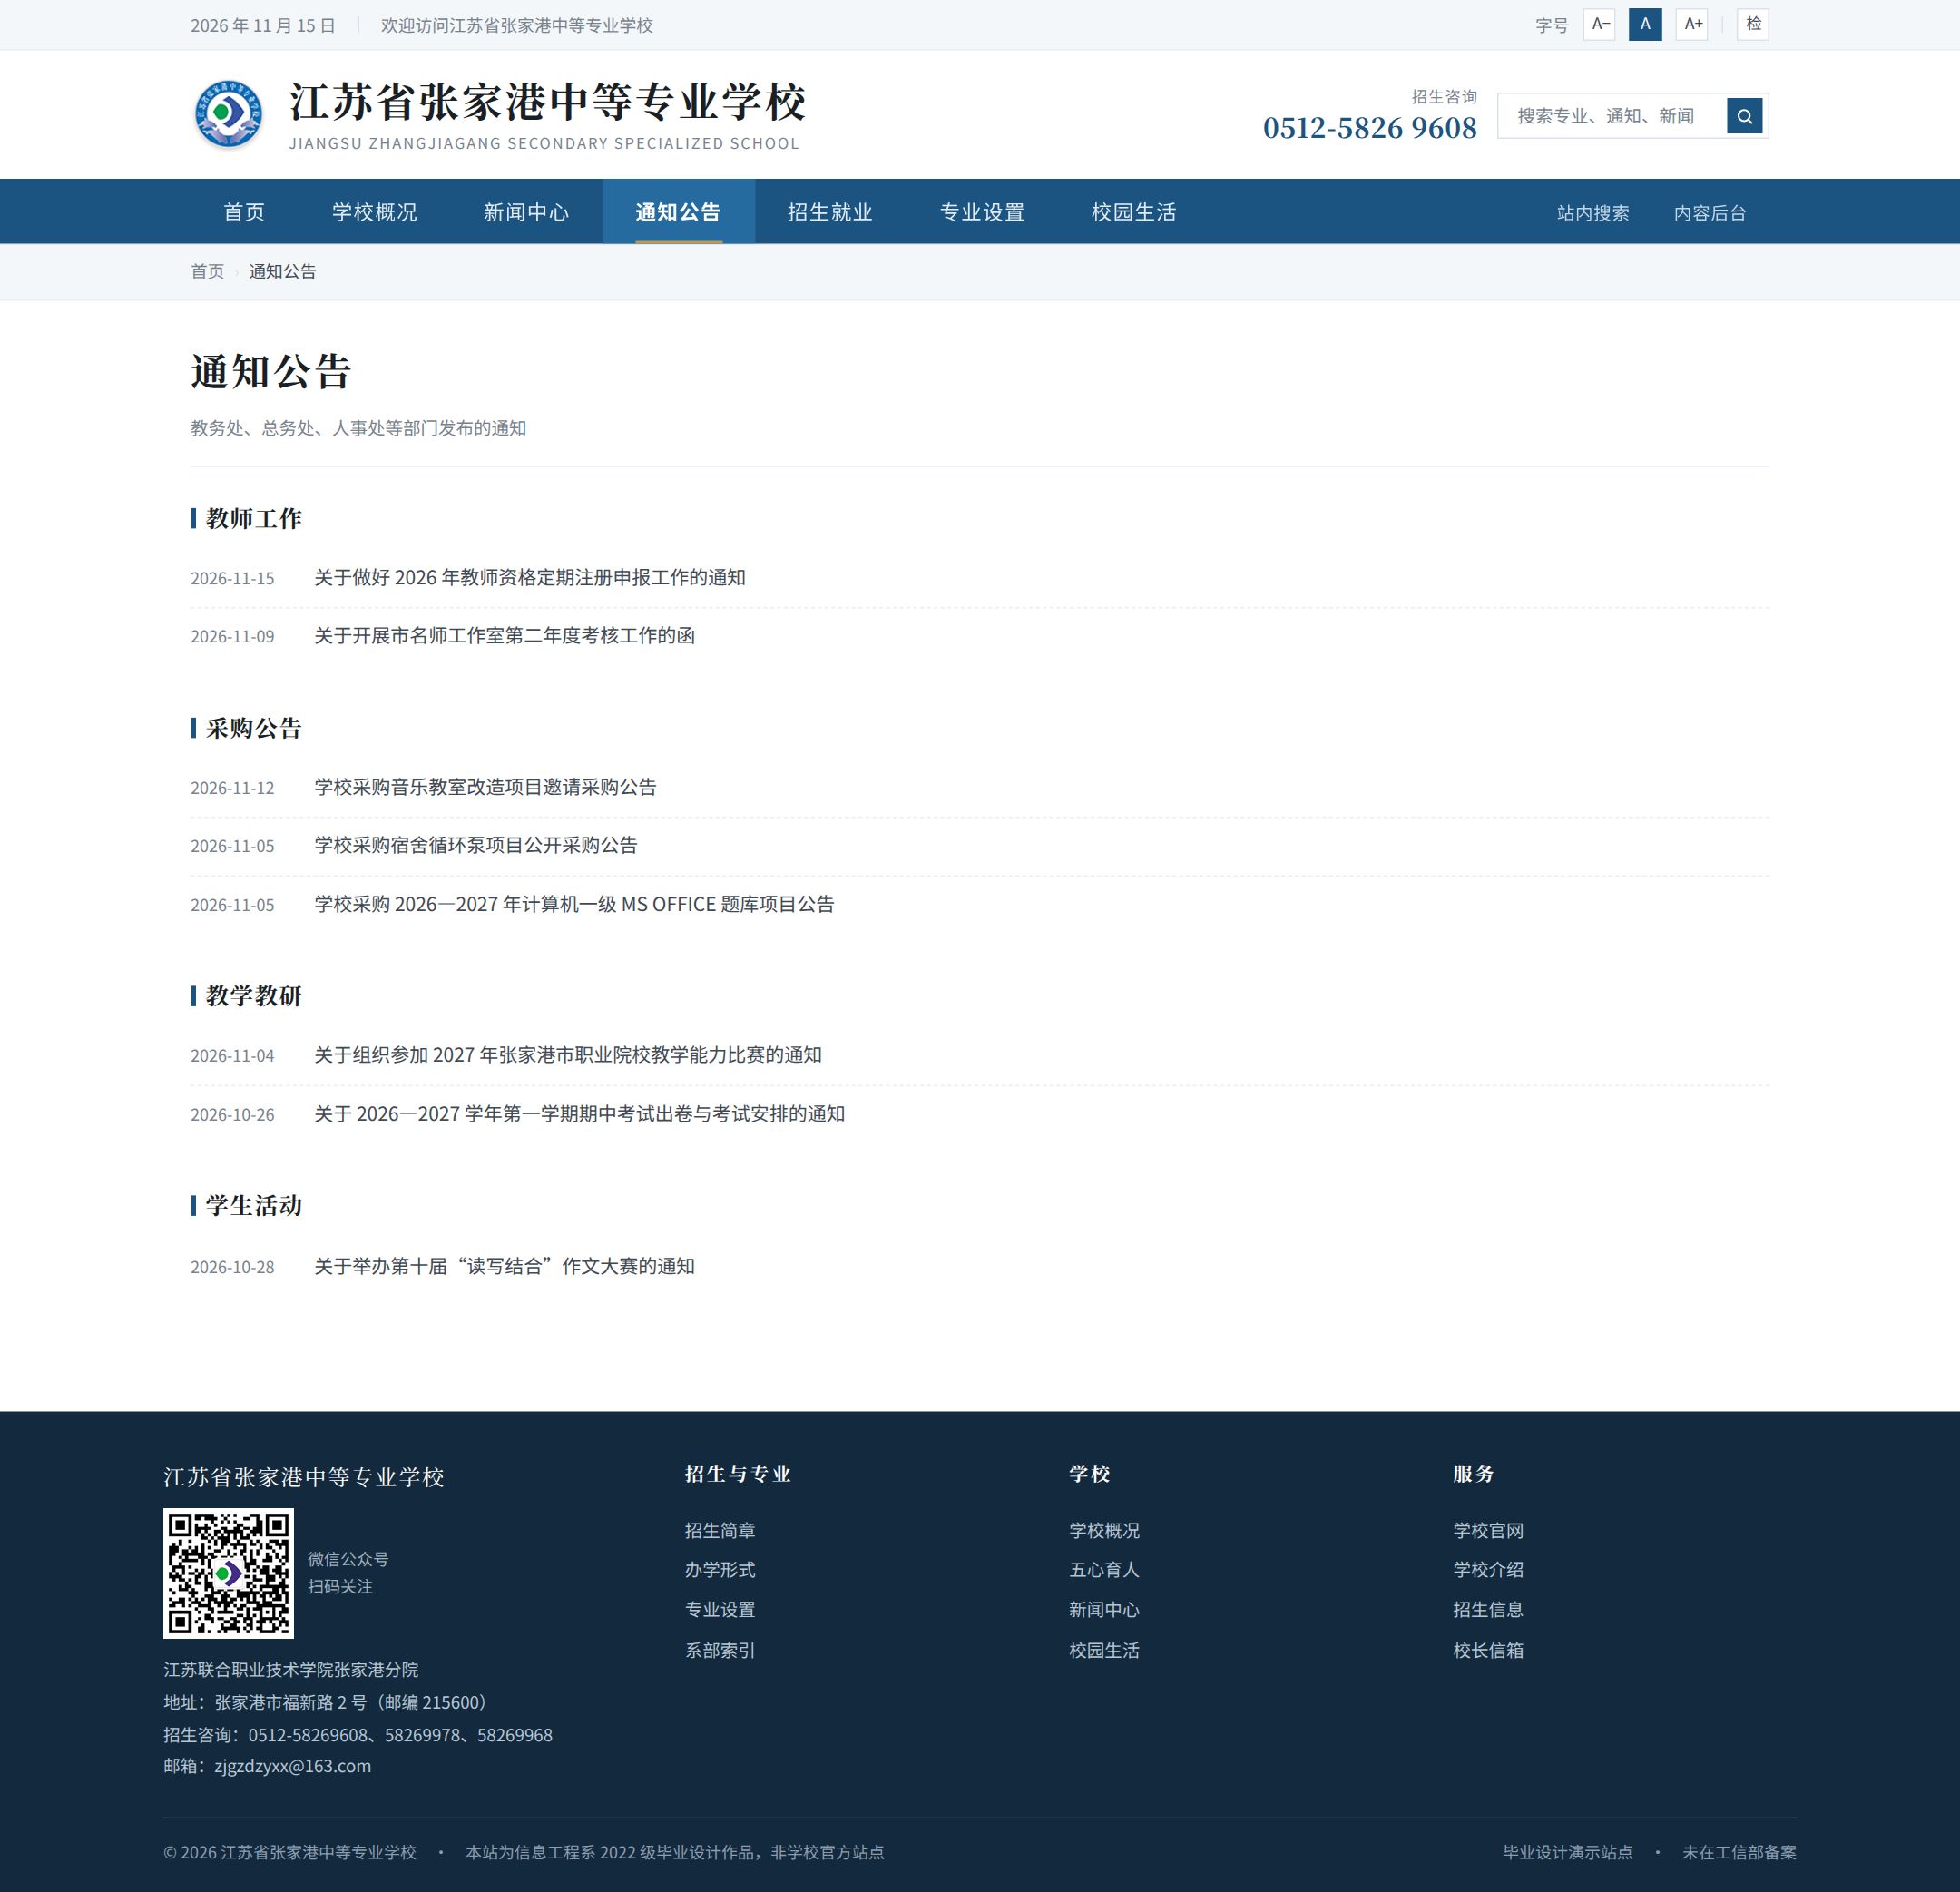 2026 年 11 月 15 日 欢迎访问江苏省张家港中等专业学校 字号 A− A A+ 检
江苏省张家港中等专业学校
JIANGSU ZHANGJIAGANG SECONDARY SPECIALIZED SCHOOL
招生咨询
0512-5826 9608
搜索专业、通知、新闻
首页 学校概况 新闻中心 通知公告 招生就业 专业设置 校园生活 站内搜索 内容后台
首页 › 通知公告
通知公告
教务处、总务处、人事处等部门发布的通知
教师工作
2026-11-15 关于做好 2026 年教师资格定期注册申报工作的通知
2026-11-09 关于开展市名师工作室第二年度考核工作的函
采购公告
2026-11-12 学校采购音乐教室改造项目邀请采购公告
2026-11-05 学校采购宿舍循环泵项目公开采购公告
2026-11-05 学校采购 2026—2027 年计算机一级 MS OFFICE 题库项目公告
教学教研
2026-11-04 关于组织参加 2027 年张家港市职业院校教学能力比赛的通知
2026-10-26 关于 2026—2027 学年第一学期期中考试出卷与考试安排的通知
学生活动
2026-10-28 关于举办第十届“读写结合”作文大赛的通知
江苏省张家港中等专业学校
微信公众号
扫码关注
江苏联合职业技术学院张家港分院
地址：张家港市福新路 2 号（邮编 215600）
招生咨询：0512-58269608、58269978、58269968
邮箱：zjgzdzyxx@163.com
招生与专业
招生简章
办学形式
专业设置
系部索引
学校
学校概况
五心育人
新闻中心
校园生活
服务
学校官网
学校介绍
招生信息
校长信箱
© 2026 江苏省张家港中等专业学校 · 本站为信息工程系 2022 级毕业设计作品，非学校官方站点
毕业设计演示站点 · 未在工信部备案